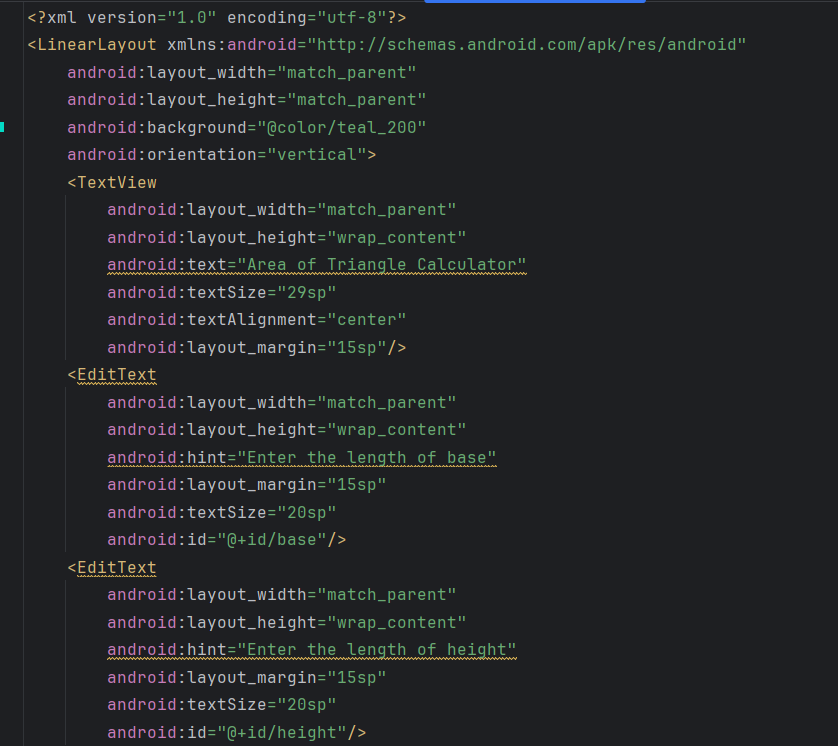 <?xml version="1.0" encoding="utf-8"?>
<LinearLayout xmlns:android="http://schemas.android.com/apk/res/android"
    android:layout_width="match_parent"
    android:layout_height="match_parent"
    android:background="@color/teal_200"
    android:orientation="vertical">
    <TextView
        android:layout_width="match_parent"
        android:layout_height="wrap_content"
        android:text="Area of Triangle Calculator"
        android:textSize="29sp"
        android:textAlignment="center"
        android:layout_margin="15sp"/>
    <EditText
        android:layout_width="match_parent"
        android:layout_height="wrap_content"
        android:hint="Enter the length of base"
        android:layout_margin="15sp"
        android:textSize="20sp"
        android:id="@+id/base"/>
    <EditText
        android:layout_width="match_parent"
        android:layout_height="wrap_content"
        android:hint="Enter the length of height"
        android:layout_margin="15sp"
        android:textSize="20sp"
        android:id="@+id/height"/>